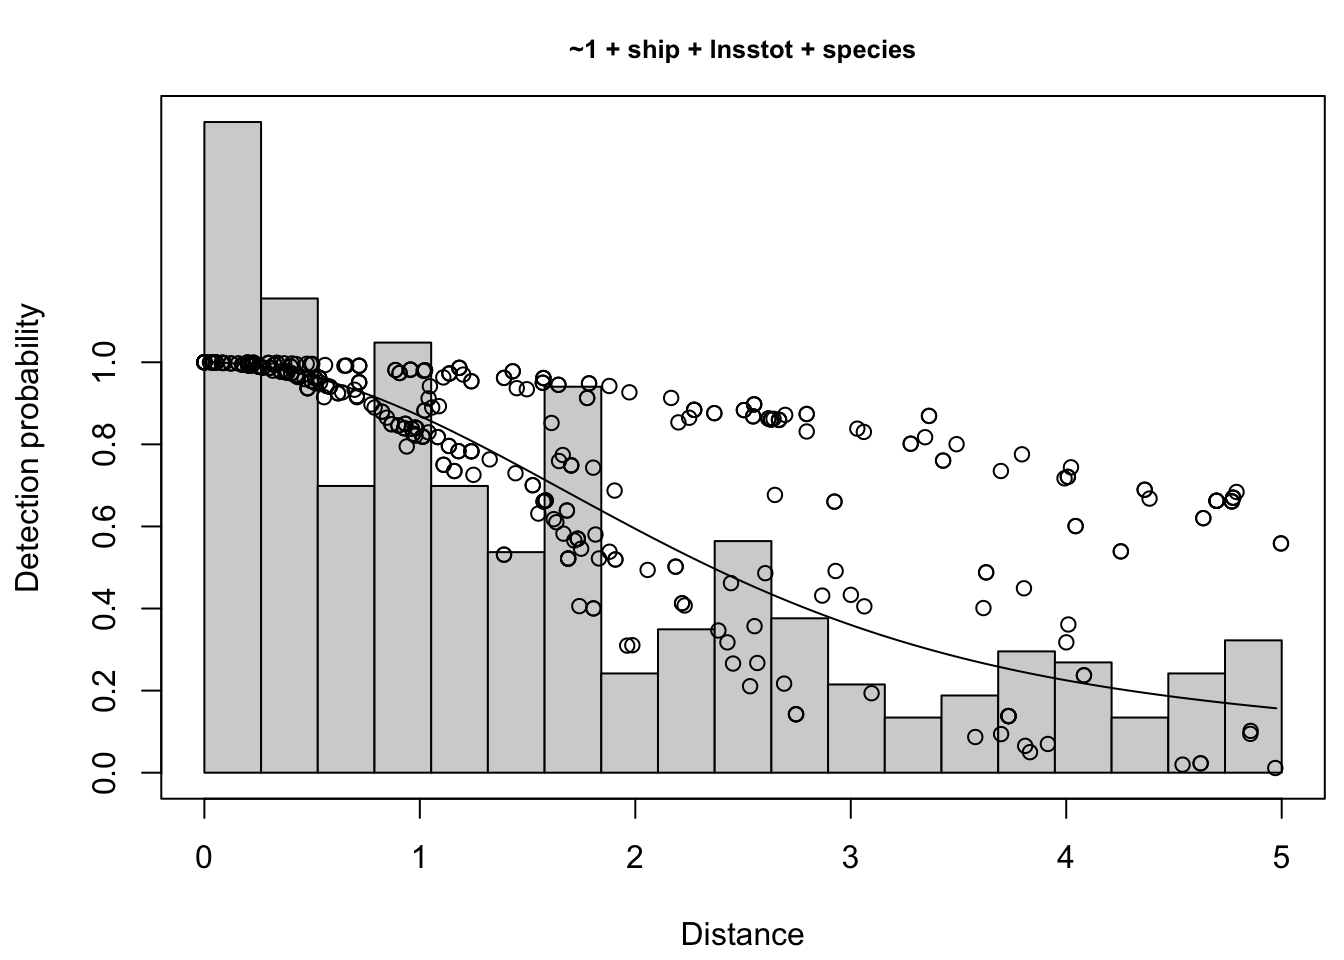 ~1 + ship + lnsstot + species
Detection probability
1.0
0.8
0.6
0.4
0.2
0.0
0 1 2 3 4 5
Distance